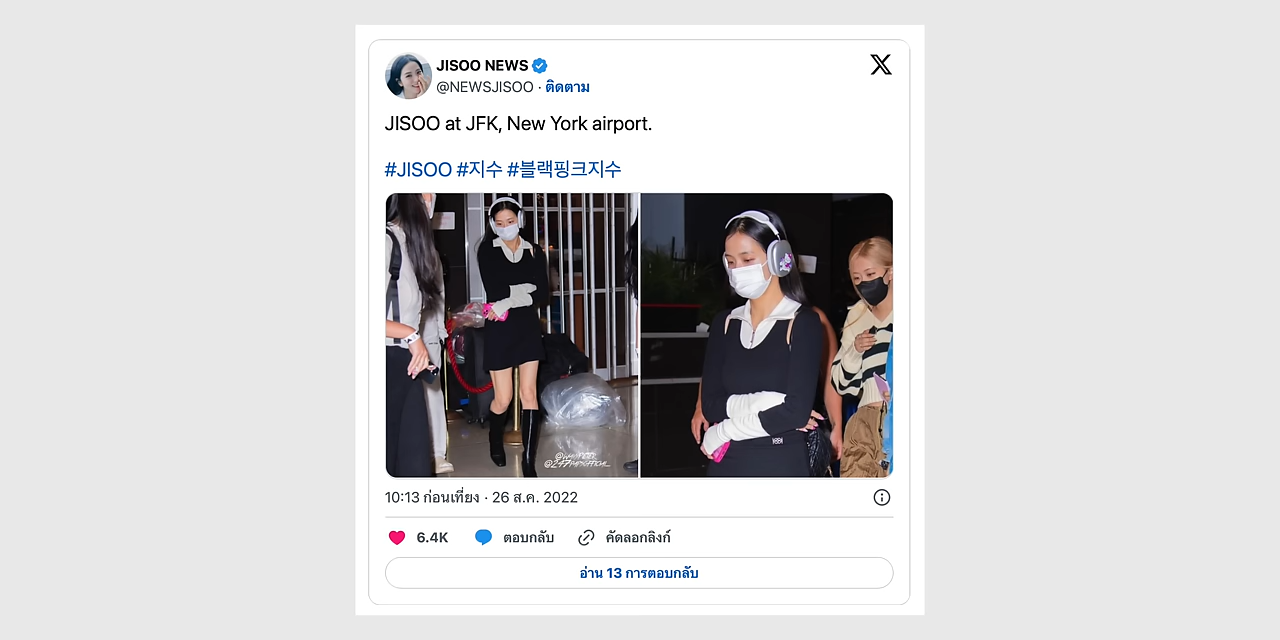 JISOO NEWS
@NEWSJISOO · ติดตาม
JISOO at JFK, New York airport.
#JISOO #지수 #블랙핑크지수
10:13 ก่อนเที่ยง · 26 ส.ค. 2022
6.4K ตอบกลับ คัดลอกลิงก์
อ่าน 13 การตอบกลับ